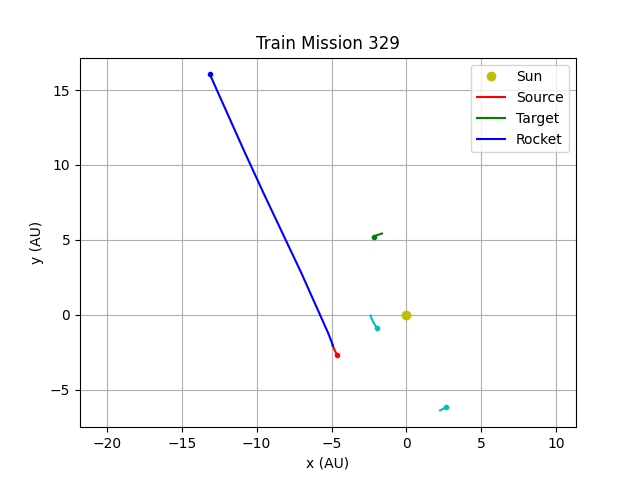 Train Mission 329
Sun
Source
Target
Rocket
15
10
5
0
−5
y (AU)
−20
−15
−10
−5
0
5
10
x (AU)